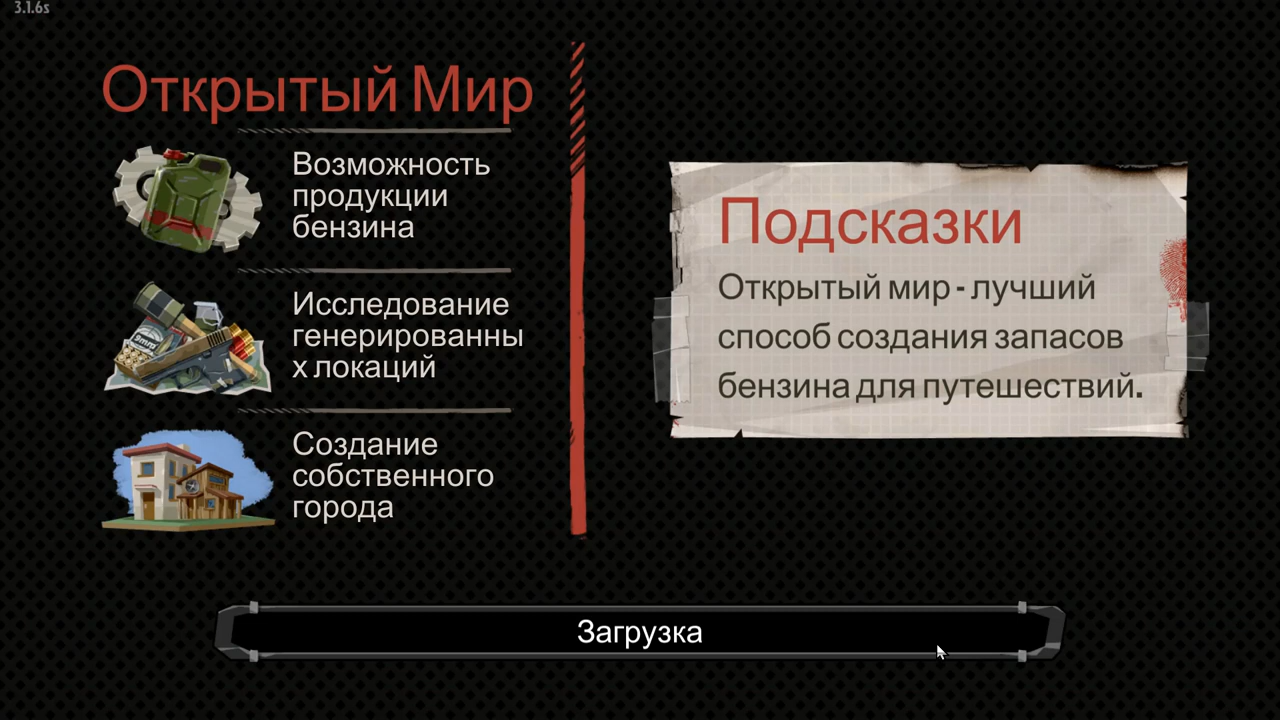 3.1.6s
Открытый Мир
Возможность
продукции
бензина
Исследование
генерированны
х локаций
Создание
собственного
города
Подсказки
Открытый мир - лучший
способ создания запасов
бензина для путешествий.
Загрузка